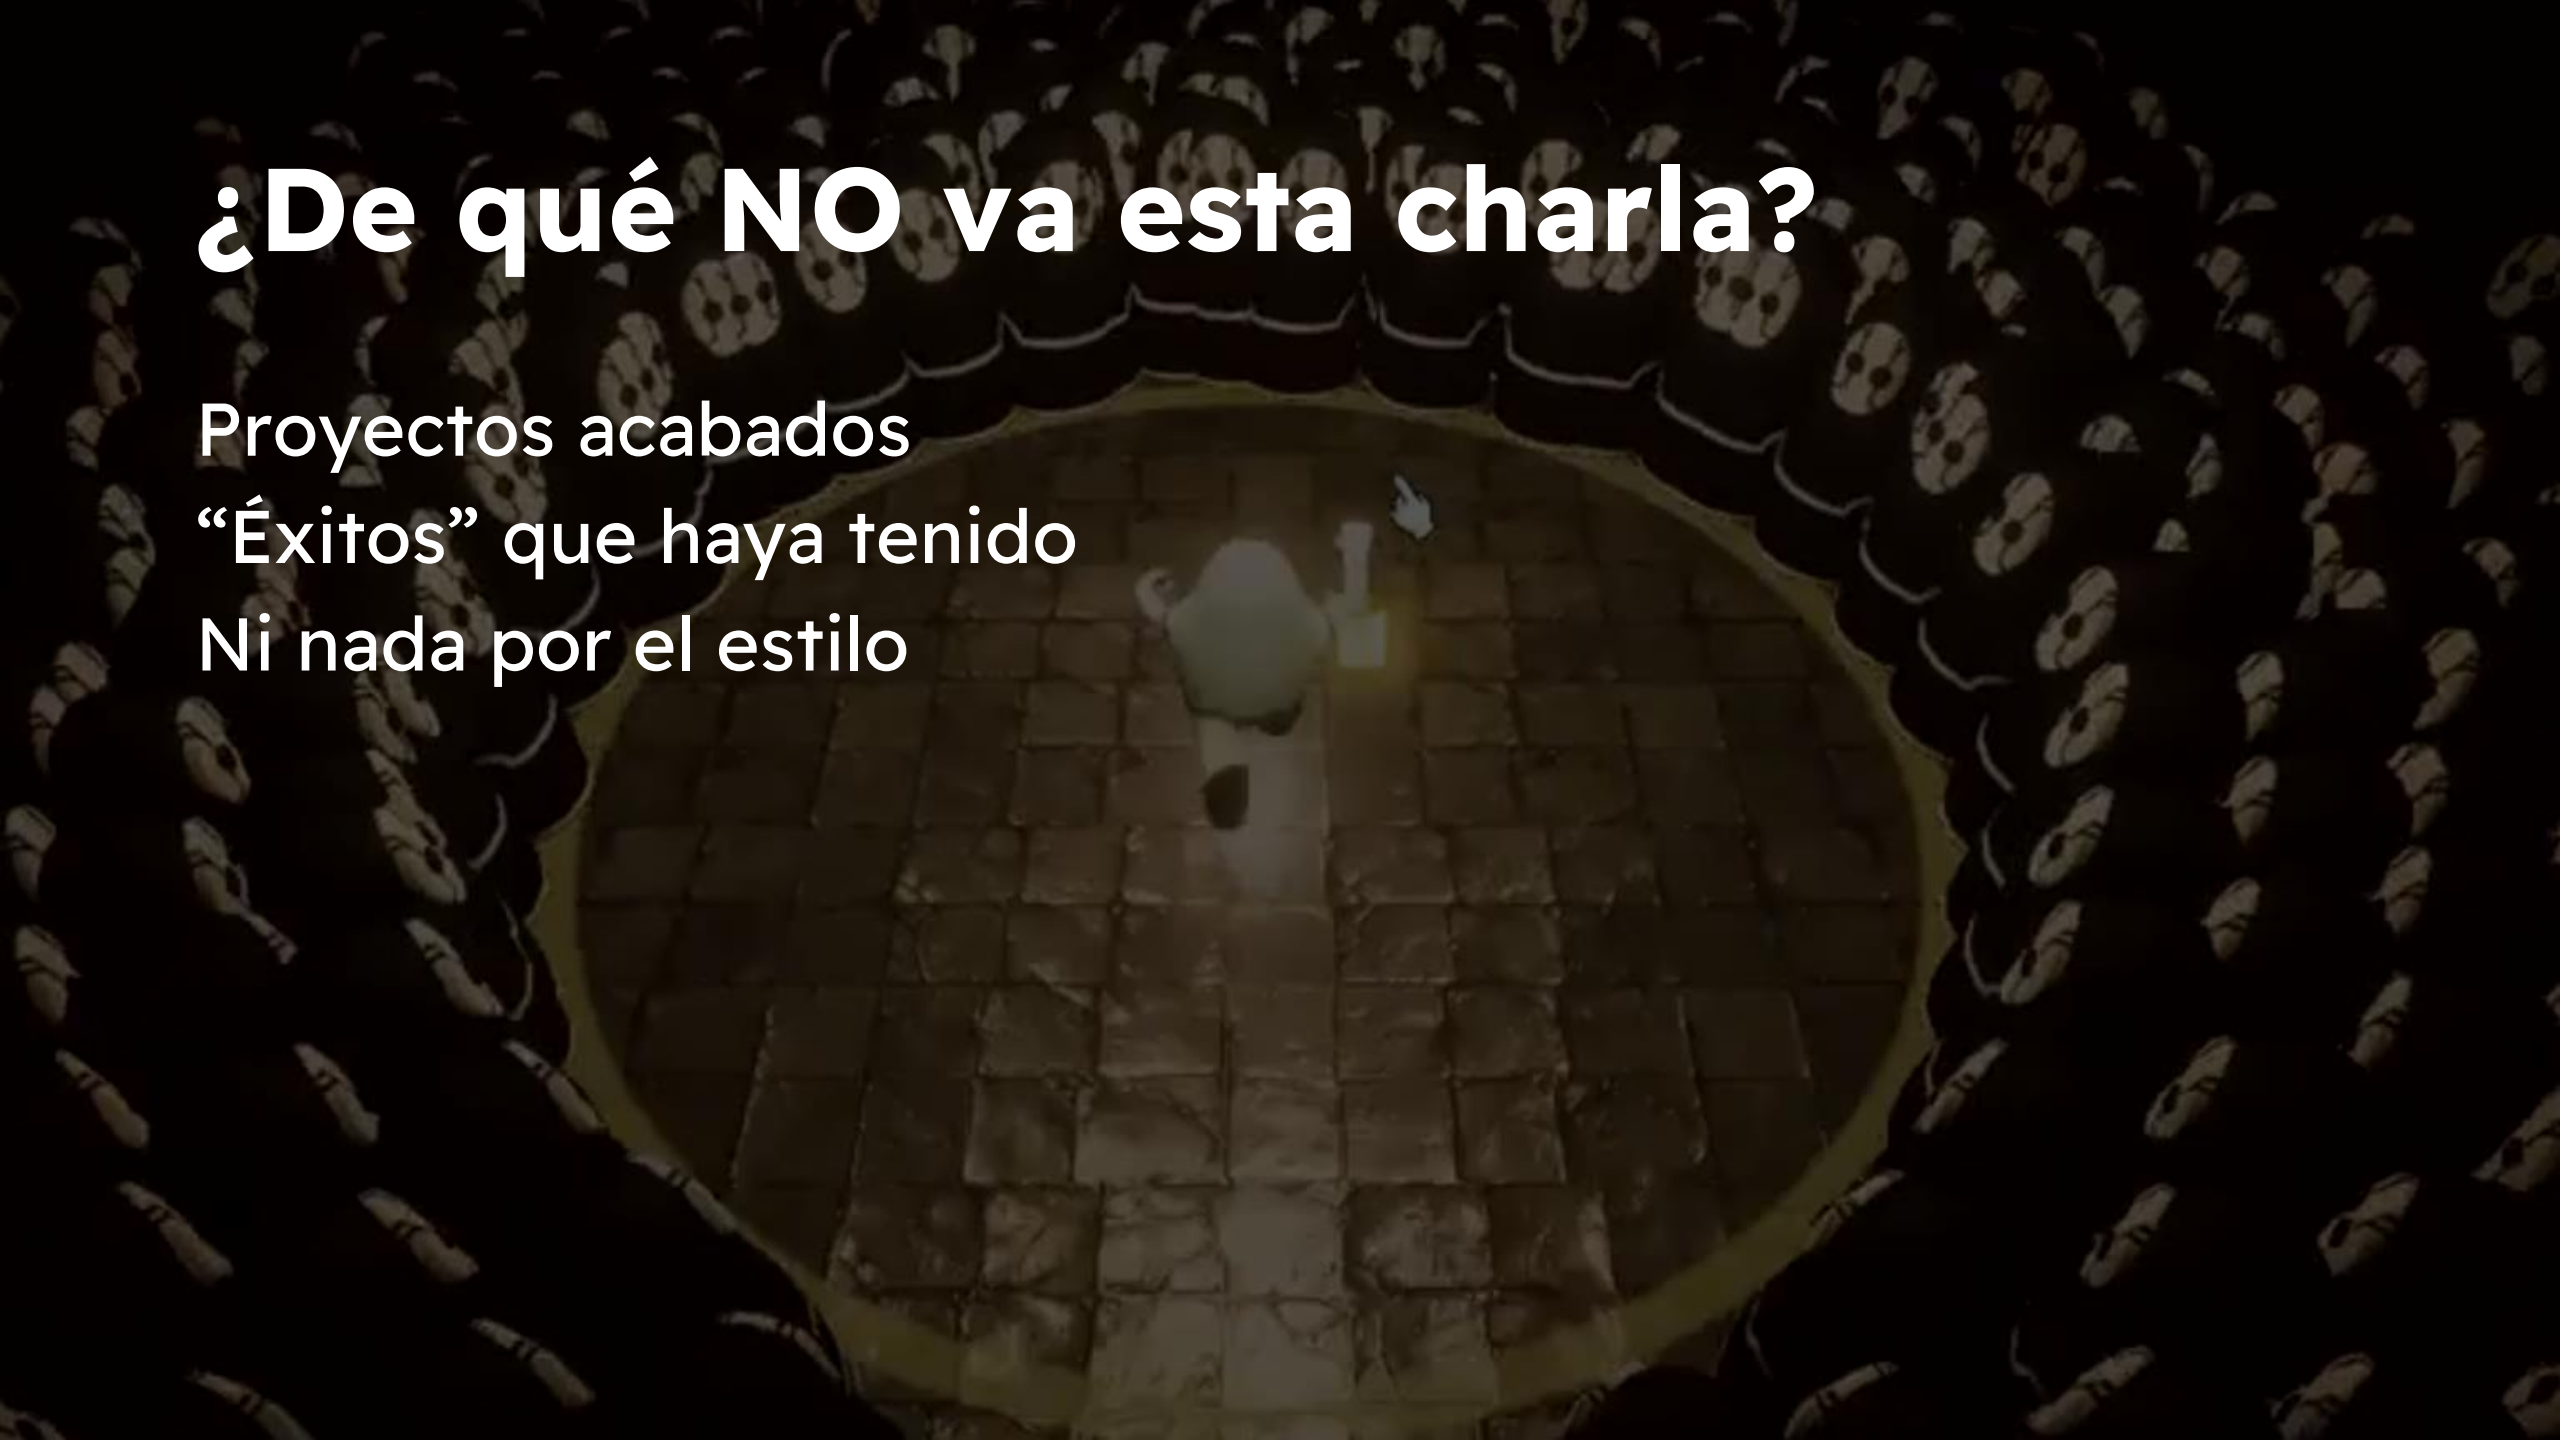 ¿De qué NO va esta charla?
Proyectos acabados
“Éxitos” que haya tenido
Ni nada por el estilo